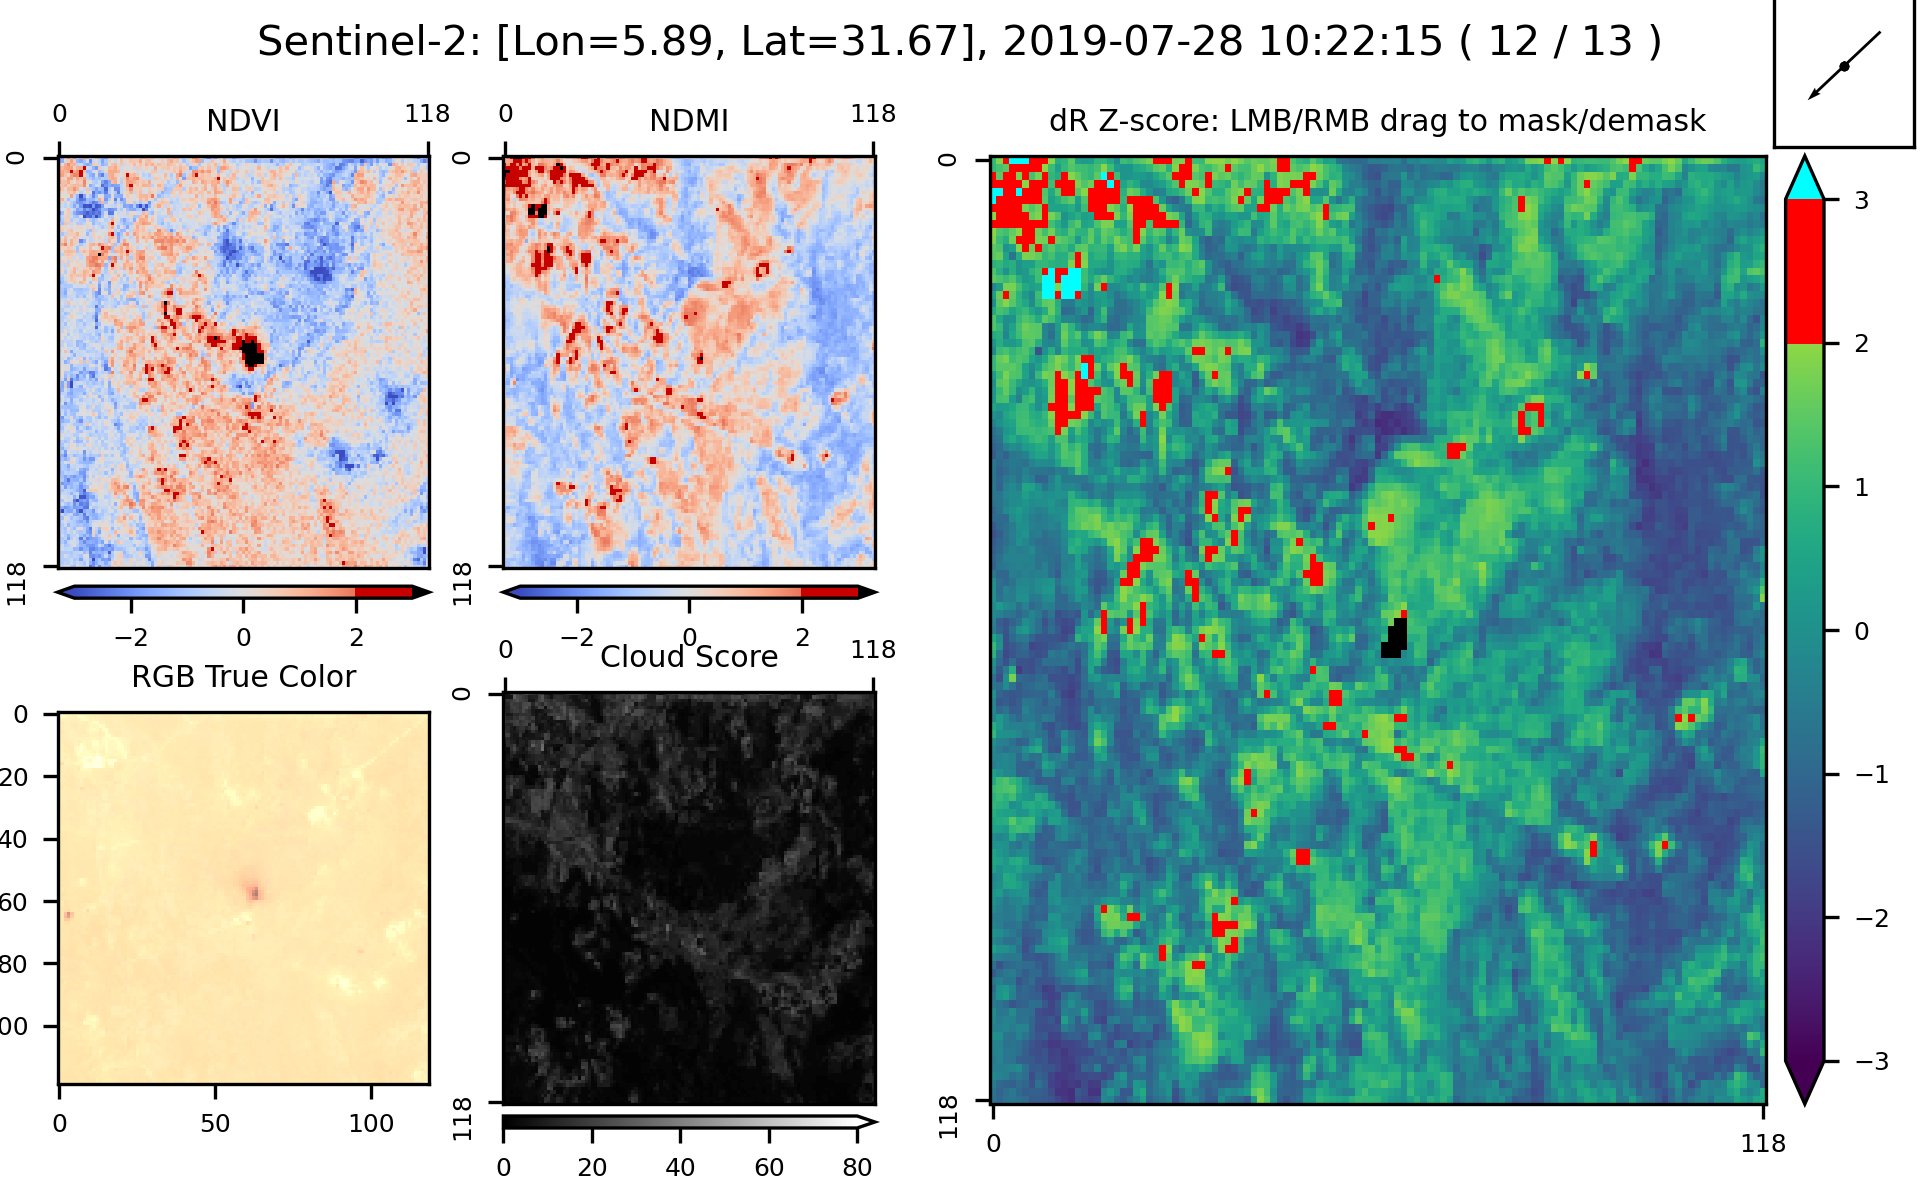 Sentinel-2: [Lon=5.89, Lat=31.67], 2019-07-28 10:22:15 ( 12 / 13 )
0 NDVI 118
0 NDMI 118
dR Z-score: LMB/RMB drag to mask/demask
0
0
0
3
2
1
0
−1
−2
−3
118
118
−2 0 2
−2 0 2
RGB True Color
0 Cloud Score 118
0
20
40
60
80
00
0 50 100
0
118
0 20 40 60 80
118
0 118